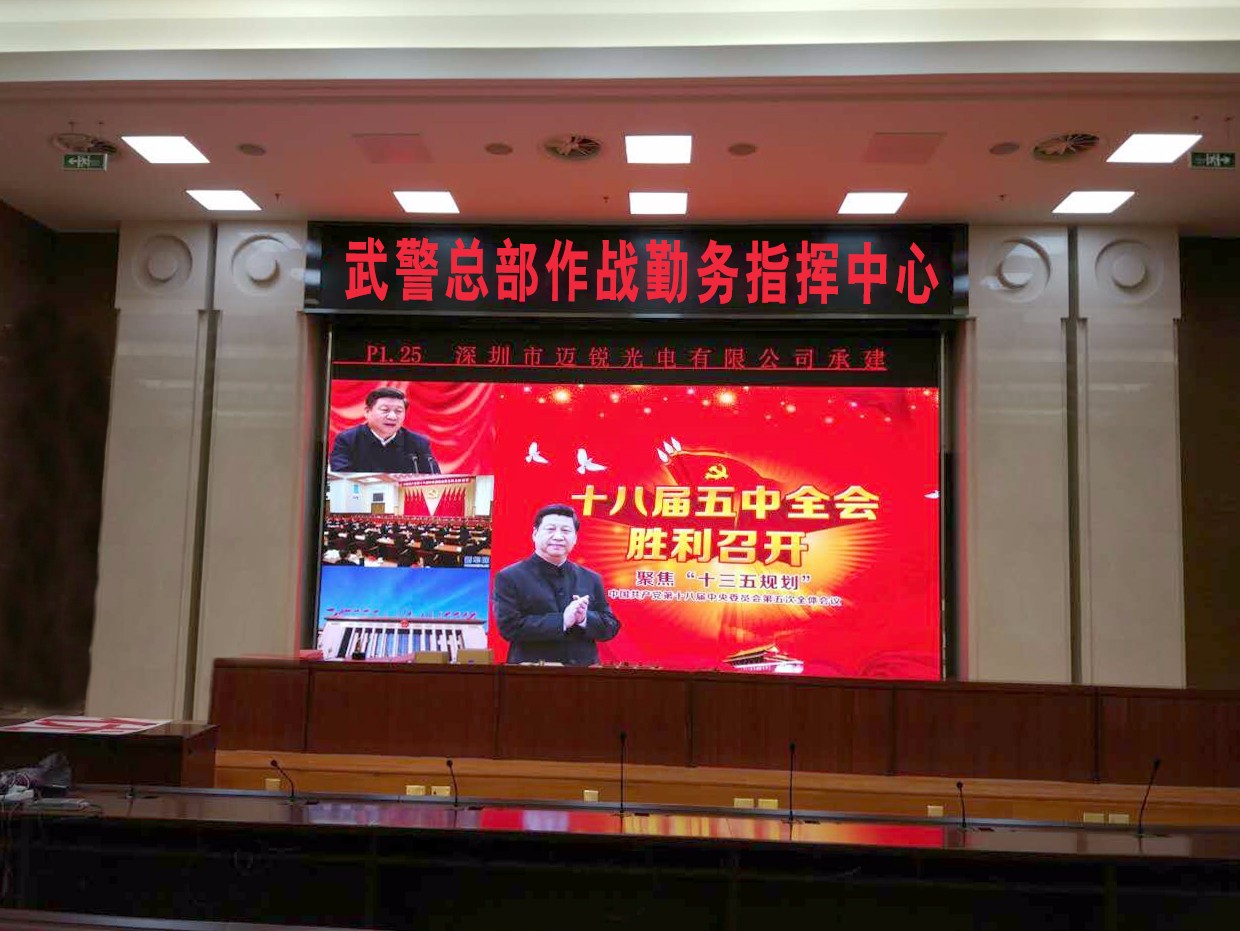 武警总部作战勤务指挥中心
P1.25 深圳市迈锐光电有限公司承建
十八届五中全会
胜利召开
聚焦“十三五规划”
中国共产党第十八届中央委员会第五次全体会议